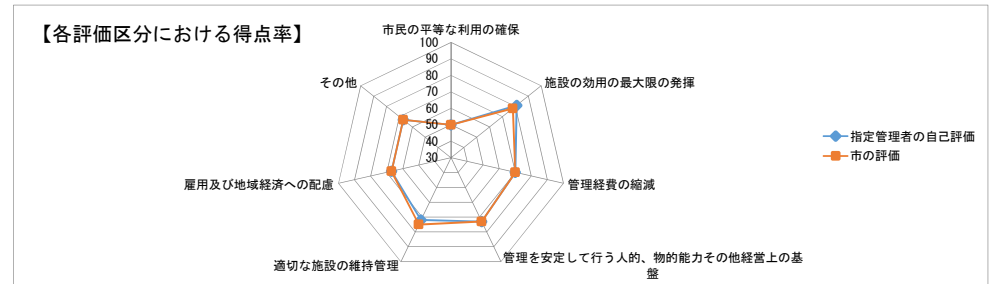 【各評価区分における得点率】
市民の平等な利用の確保
100
90
80
70
60
50
40
30
施設の効用の最大限の発揮
管理経費の縮減
管理を安定して行う人的、物的能力その他経営上の基
盤
適切な施設の維持管理
雇用及び地域経済への配慮
その他
指定管理者の自己評価
市の評価